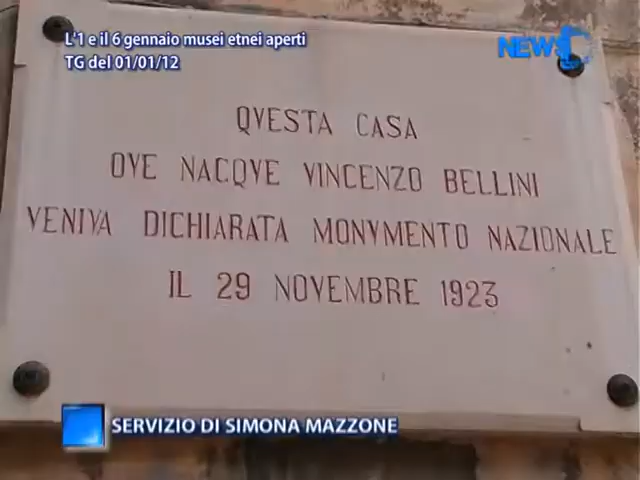 L'1 e il 6 gennaio musei etnei aperti
TG del 01/01/12
NEWS
QVESTA CASA
OVE NACQVE VINCENZO BELLINI
VENIVA DICHIARATA MONVMENTO NAZIONALE
IL 29 NOVEMBRE 1923
SERVIZIO DI SIMONA MAZZONE